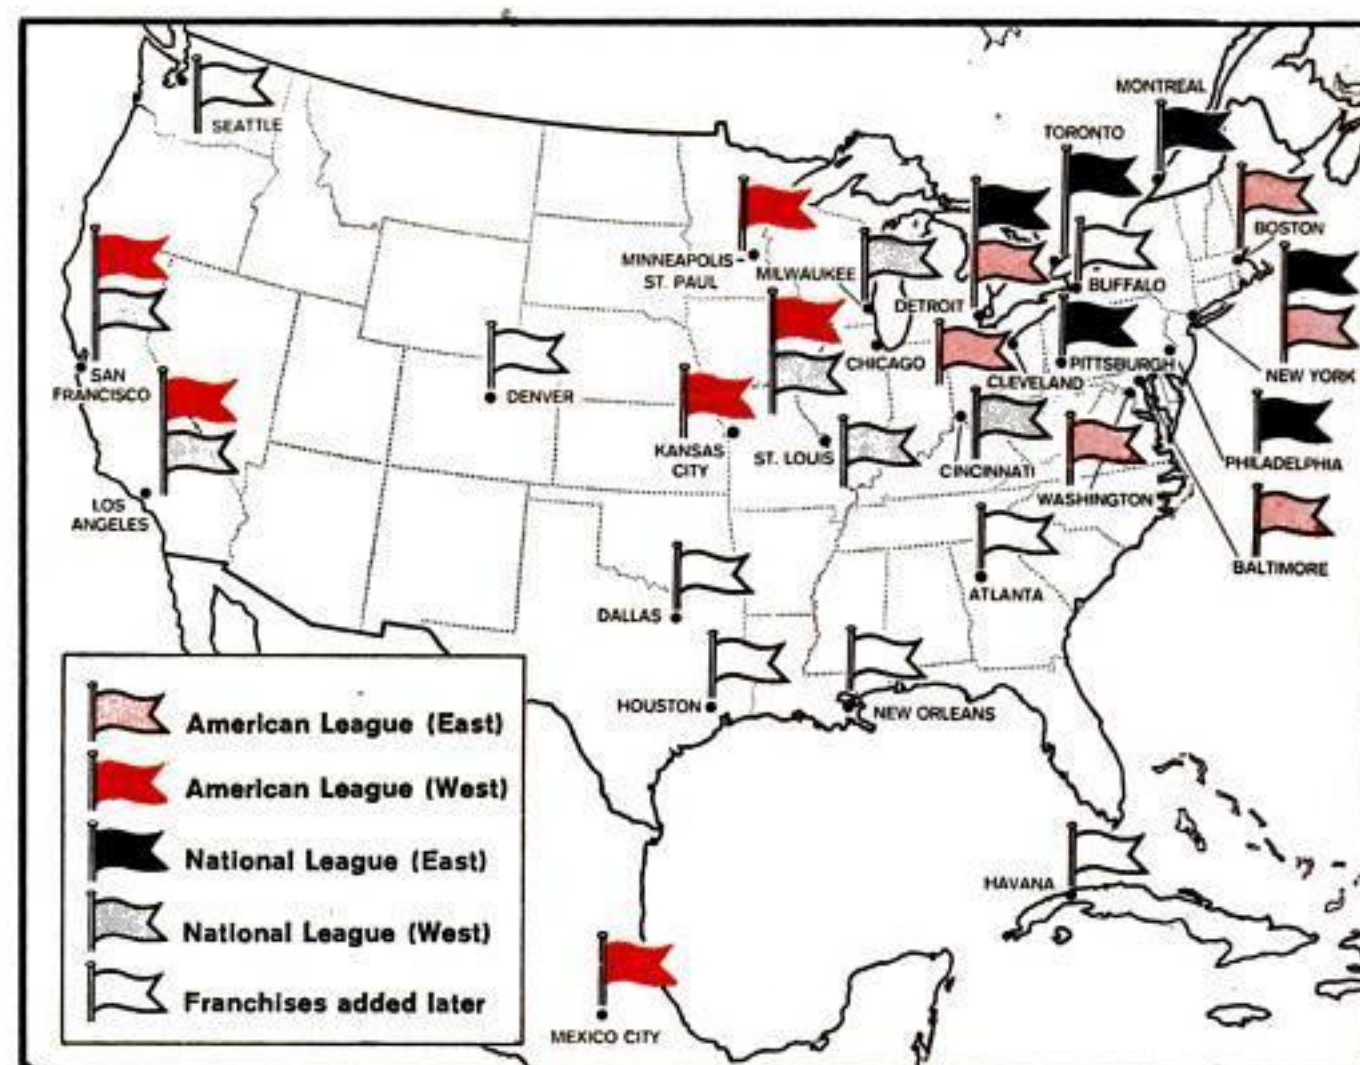 MONTREAL
TORONTO
SEATTLE
BOSTON
MINNEAPOLIS
ST. PAUL
MILWAUKEE
BUFFALO
DETROIT
CHICAGO
CLEVELAND
PITTSBURGH
NEW YORK
SAN
FRANCISCO
DENVER
KANSAS
CITY
ST. LOUIS
CINCINNATI
WASHINGTON
PHILADELPHIA
LOS
ANGELES
BALTIMORE
ATLANTA
DALLAS
HOUSTON
NEW ORLEANS
HAVANA
MEXICO CITY
American League (East)
American League (West)
National League (East)
National League (West)
Franchises added later